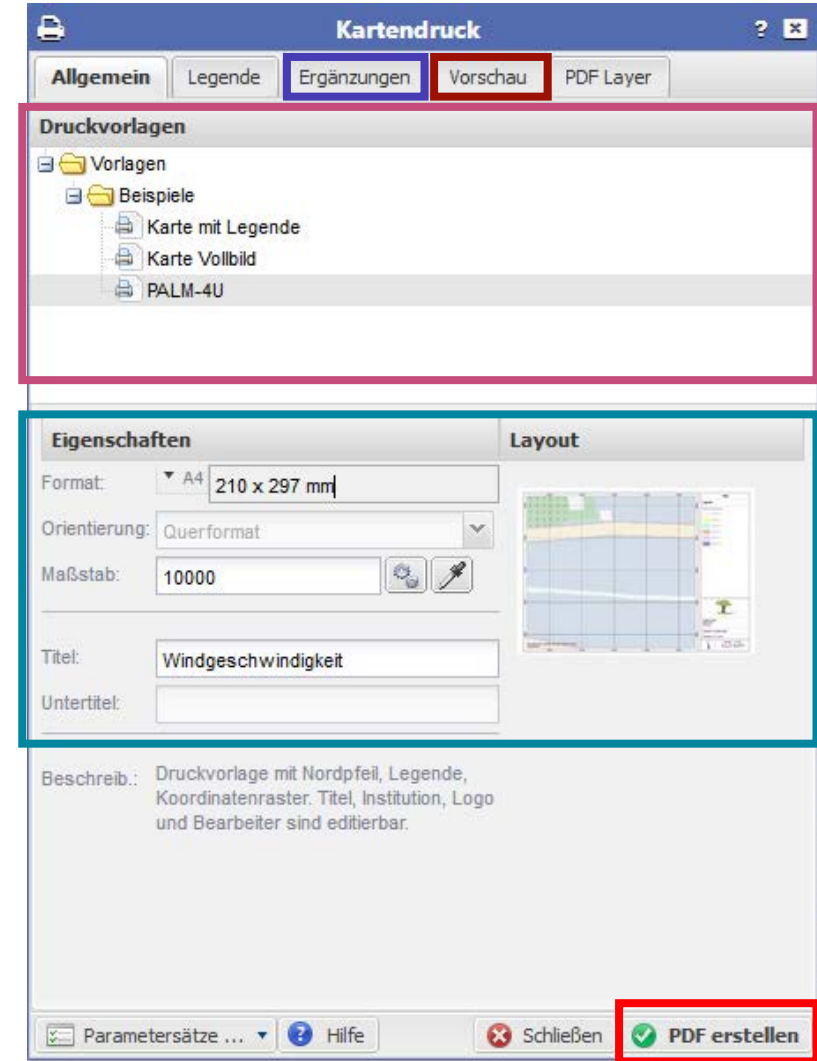 Kartendruck ?
Allgemein Legende Ergänzungen Vorschau PDF Layer
Druckvorlagen
Vorlagen
Beispiele
Karte mit Legende
Karte Vollbild
PALM-4U
Eigenschaften Layout
Format: A4 210 x 297 mm
Orientierung: Querformat
Maßstab: 10000
Titel: Windgeschwindigkeit
Untertitel:
Beschreib.: Druckvorlage mit Nordpfeil, Legende,
Koordinatenraster. Titel, Institution, Logo
und Bearbeiter sind editierbar.
Parametersätze ... Hilfe Schließen PDF erstellen